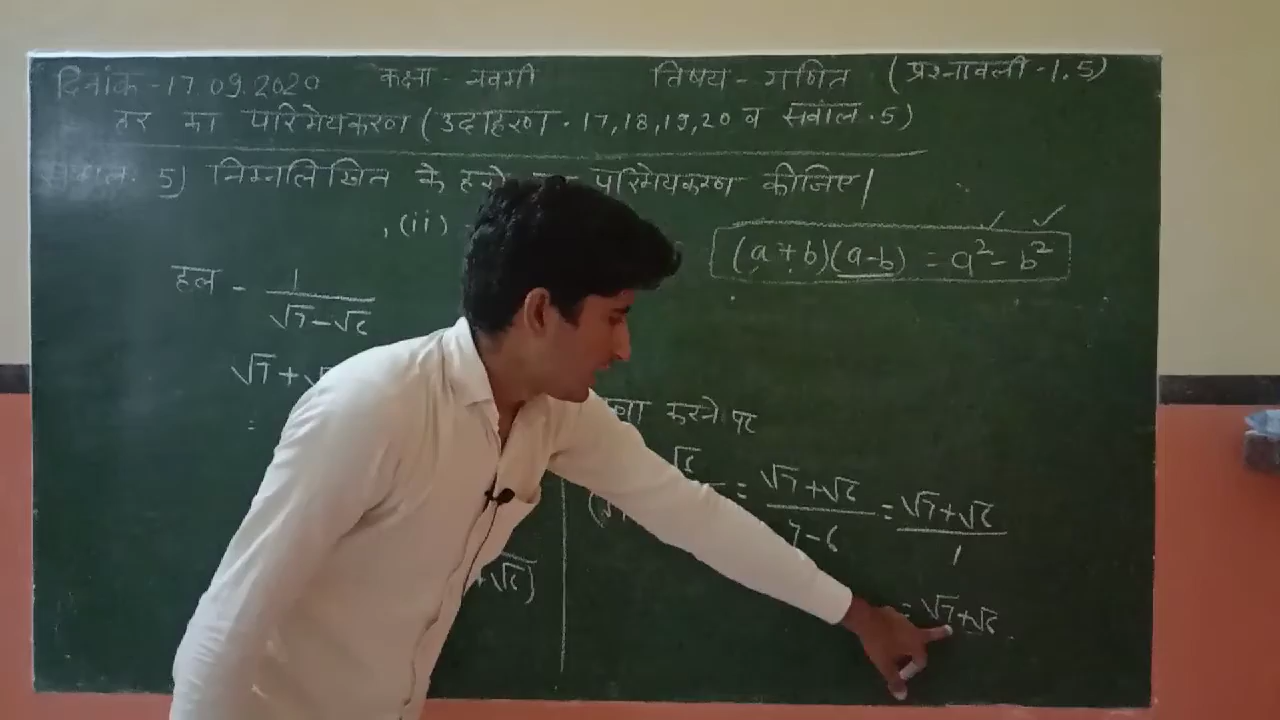 दिनांक - 17.09.2020 कक्षा - नवमी विषय - गणित (प्रश्नावली - 1.5)
हर का परिमेयकरण (उदाहरण - 17,18,19,20 व सवाल - 5)
सवाल - 5) निम्नलिखित के हरो परिमेयकरण कीजिए |
, (ii)
(a+b)(a-b) = a² - b²
हल - 1/(√7-√6)
√7+
=
करने पर
√6 = (√7+√6)/(7-6) = (√7+√6)/1
+√6)
= √7+√6